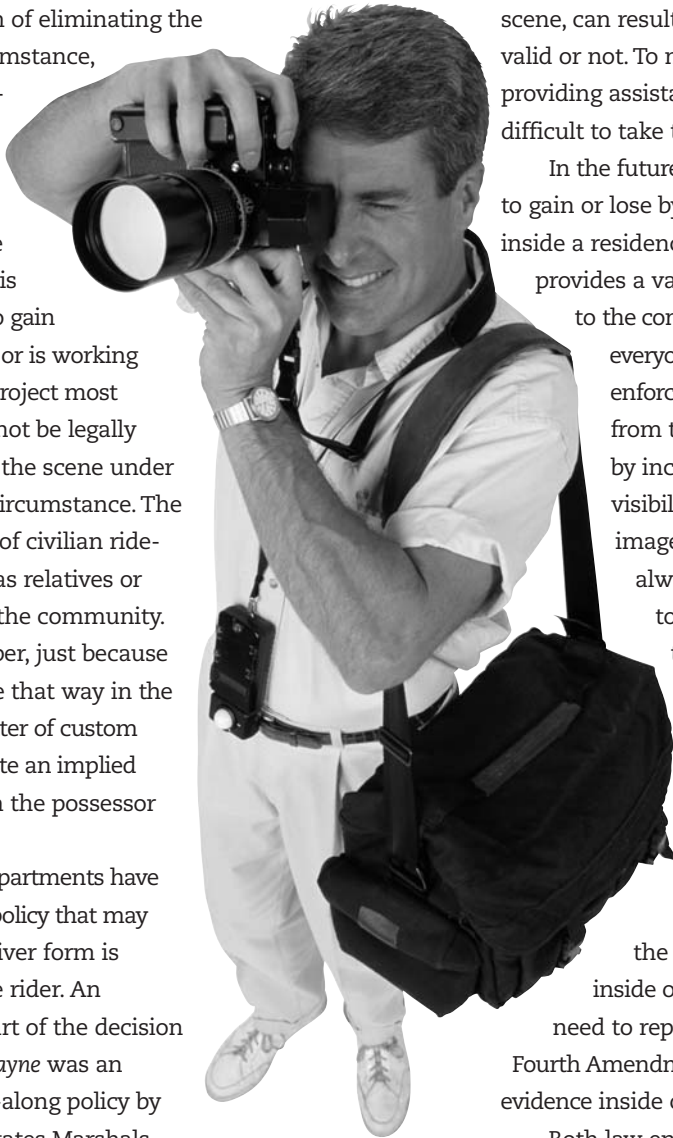 n of eliminating the
mstance,
-
e
is
o gain
or is working
roject most
not be legally
the scene under
ircumstance. The
of civilian ride-
as relatives or
the community.
ber, just because
e that way in the
ter of custom
te an implied
n the possessor
partments have
policy that may
iver form is
e rider. An
rt of the decision
ayne was an
-along policy by
ates Marshals
scene, can result
valid or not. To m
providing assista
difficult to take t
In the future
to gain or lose by
inside a residenc
provides a va
to the con
everyo
enforc
from t
by inc
visibil
image
alw
to
the
inside o
need to rep
Fourth Amendm
evidence inside o
Both law en